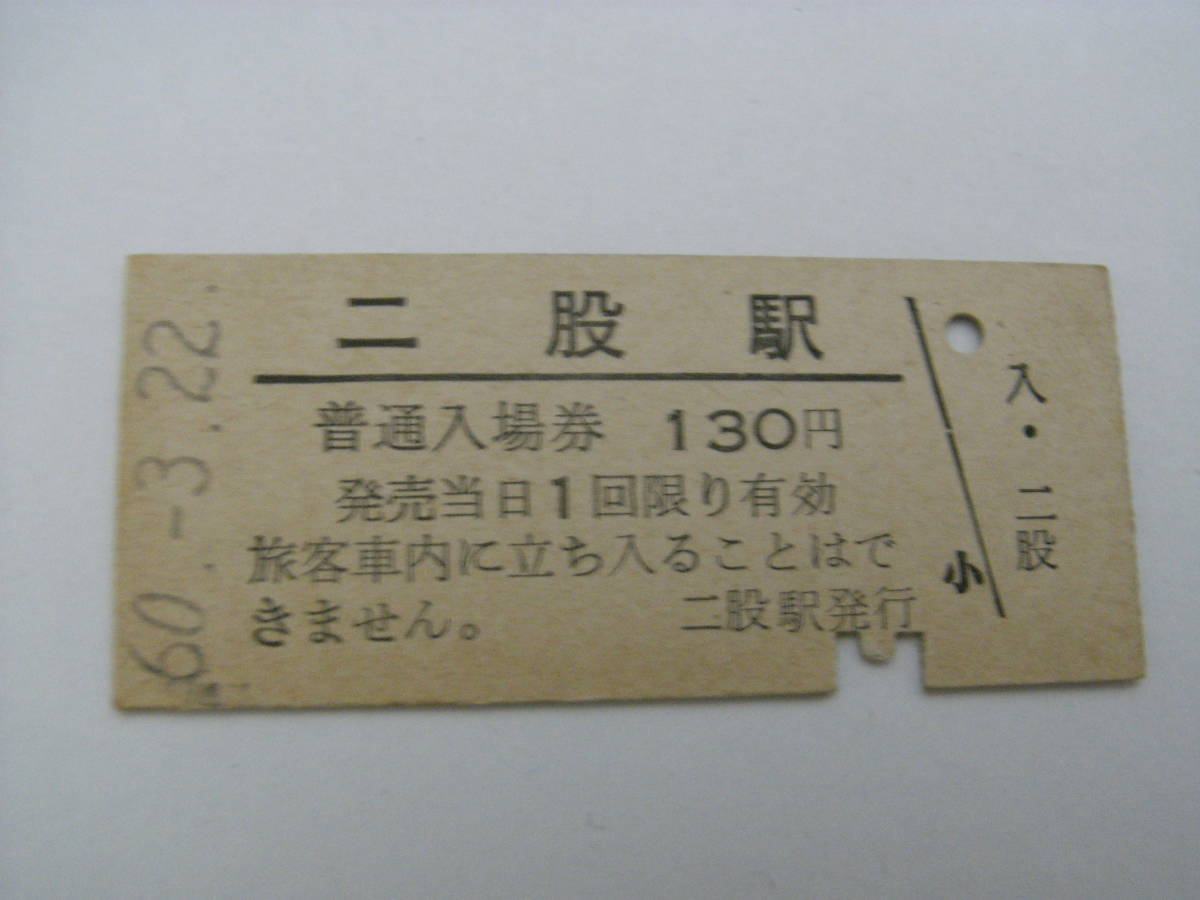 二股駅
普通入場券 130円
発売当日1回限り有効
旅客車内に立ち入ることはで
きません。 二股駅発行
小
入・二股
60.-3.22.